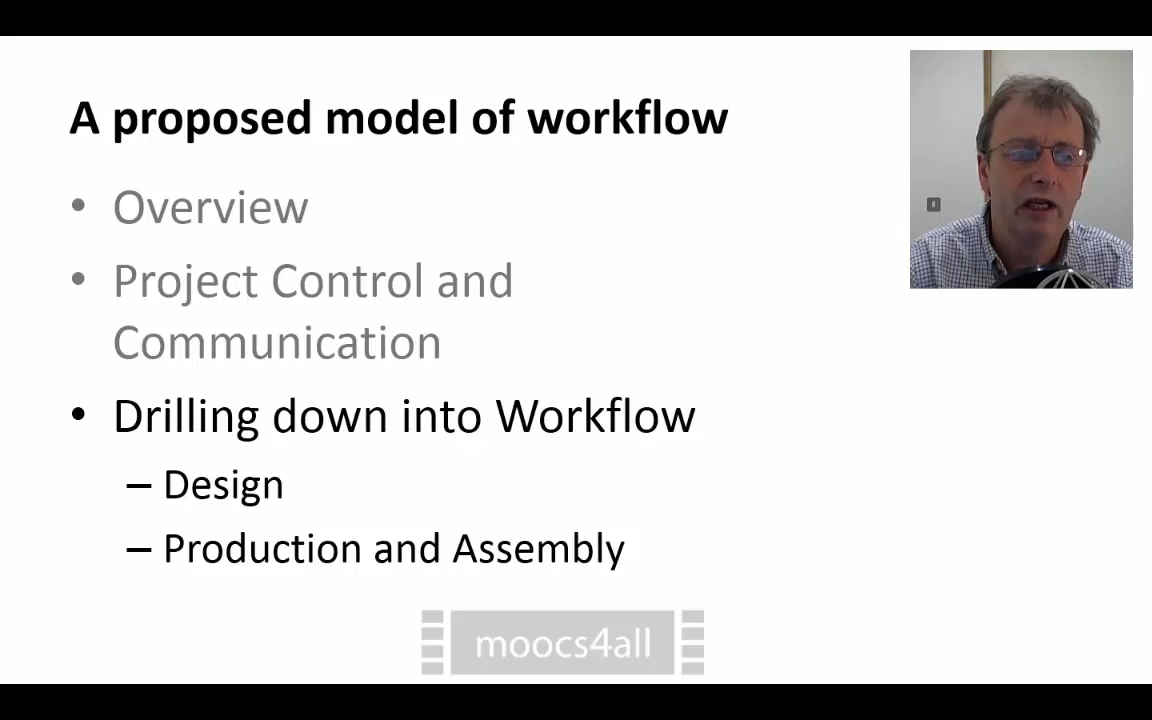 A proposed model of workflow
• Overview
• Project Control and
Communication
• Drilling down into Workflow
– Design
– Production and Assembly
moocs4all